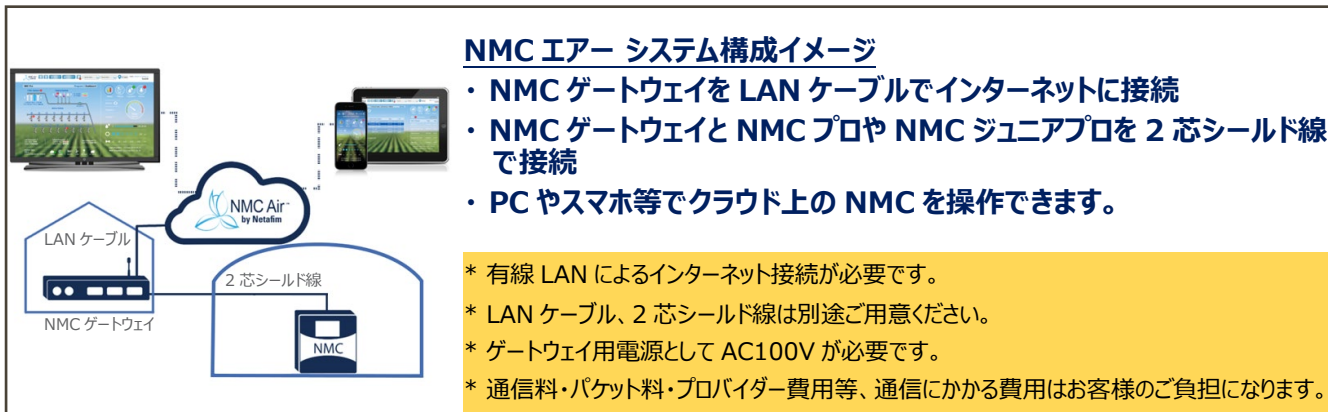 NMC エアー システム構成イメージ
・ NMC ゲートウェイを LAN ケーブルでインターネットに接続
・ NMC ゲートウェイと NMC プロや NMC ジュニアプロを 2 芯シールド線
で接続
・ PC やスマホ等でクラウド上の NMC を操作できます。
NMC Air™
by Netafim
LAN ケーブル
2 芯シールド線
NMC ゲートウェイ
NMC
* 有線 LAN によるインターネット接続が必要です。
* LAN ケーブル、2 芯シールド線は別途ご用意ください。
* ゲートウェイ用電源として AC100V が必要です。
* 通信料・パケット料・プロバイダー費用等、通信にかかる費用はお客様のご負担になります。